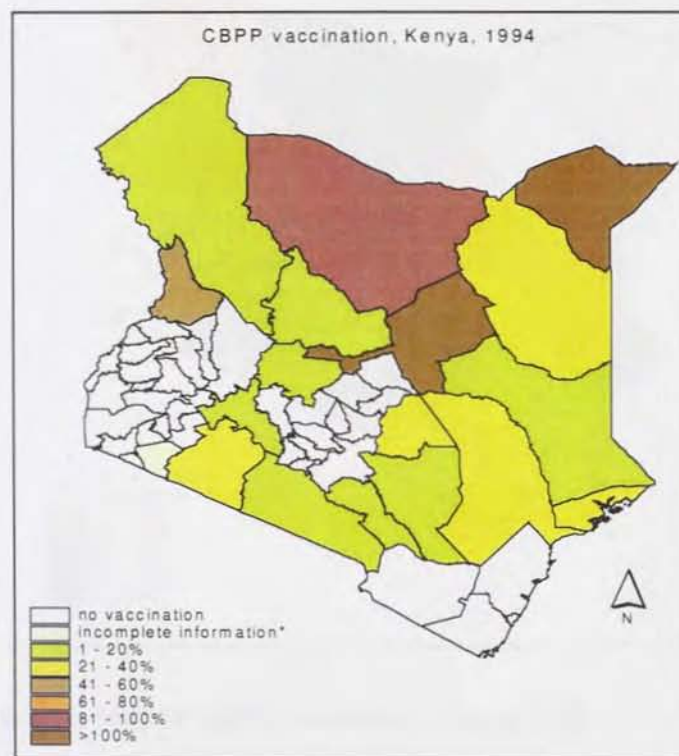 CBPP vaccination, Kenya, 1994
N
no vaccination
incomplete information*
1 - 20%
21 - 40%
41 - 60%
61 - 80%
81 - 100%
>100%